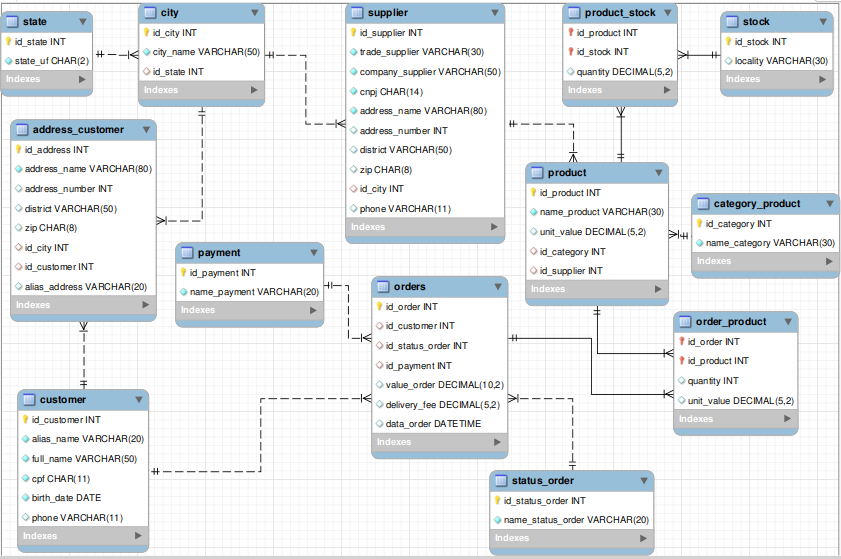 state
id_state INT
state_uf CHAR(2)
Indexes
city
id_city INT
city_name VARCHAR(50)
id_state INT
Indexes
supplier
id_supplier INT
trade_supplier VARCHAR(30)
company_supplier VARCHAR(50)
cnpj CHAR(14)
address_name VARCHAR(80)
address_number INT
district VARCHAR(50)
zip CHAR(8)
id_city INT
phone VARCHAR(11)
Indexes
product_stock
id_product INT
id_stock INT
quantity DECIMAL(5,2)
Indexes
stock
id_stock INT
locality VARCHAR(30)
Indexes
address_customer
id_address INT
address_name VARCHAR(80)
address_number INT
district VARCHAR(50)
zip CHAR(8)
id_city INT
id_customer INT
alias_address VARCHAR(20)
Indexes
product
id_product INT
name_product VARCHAR(30)
unit_value DECIMAL(5,2)
id_category INT
id_supplier INT
Indexes
category_product
id_category INT
name_category VARCHAR(30)
Indexes
payment
id_payment INT
name_payment VARCHAR(20)
Indexes
orders
id_order INT
id_customer INT
id_status_order INT
id_payment INT
value_order DECIMAL(10,2)
delivery_fee DECIMAL(5,2)
data_order DATETIME
Indexes
order_product
id_order INT
id_product INT
quantity INT
unit_value DECIMAL(5,2)
Indexes
customer
id_customer INT
alias_name VARCHAR(20)
full_name VARCHAR(50)
cpf CHAR(11)
birth_date DATE
phone VARCHAR(11)
Indexes
status_order
id_status_order INT
name_status_order VARCHAR(20)
Indexes